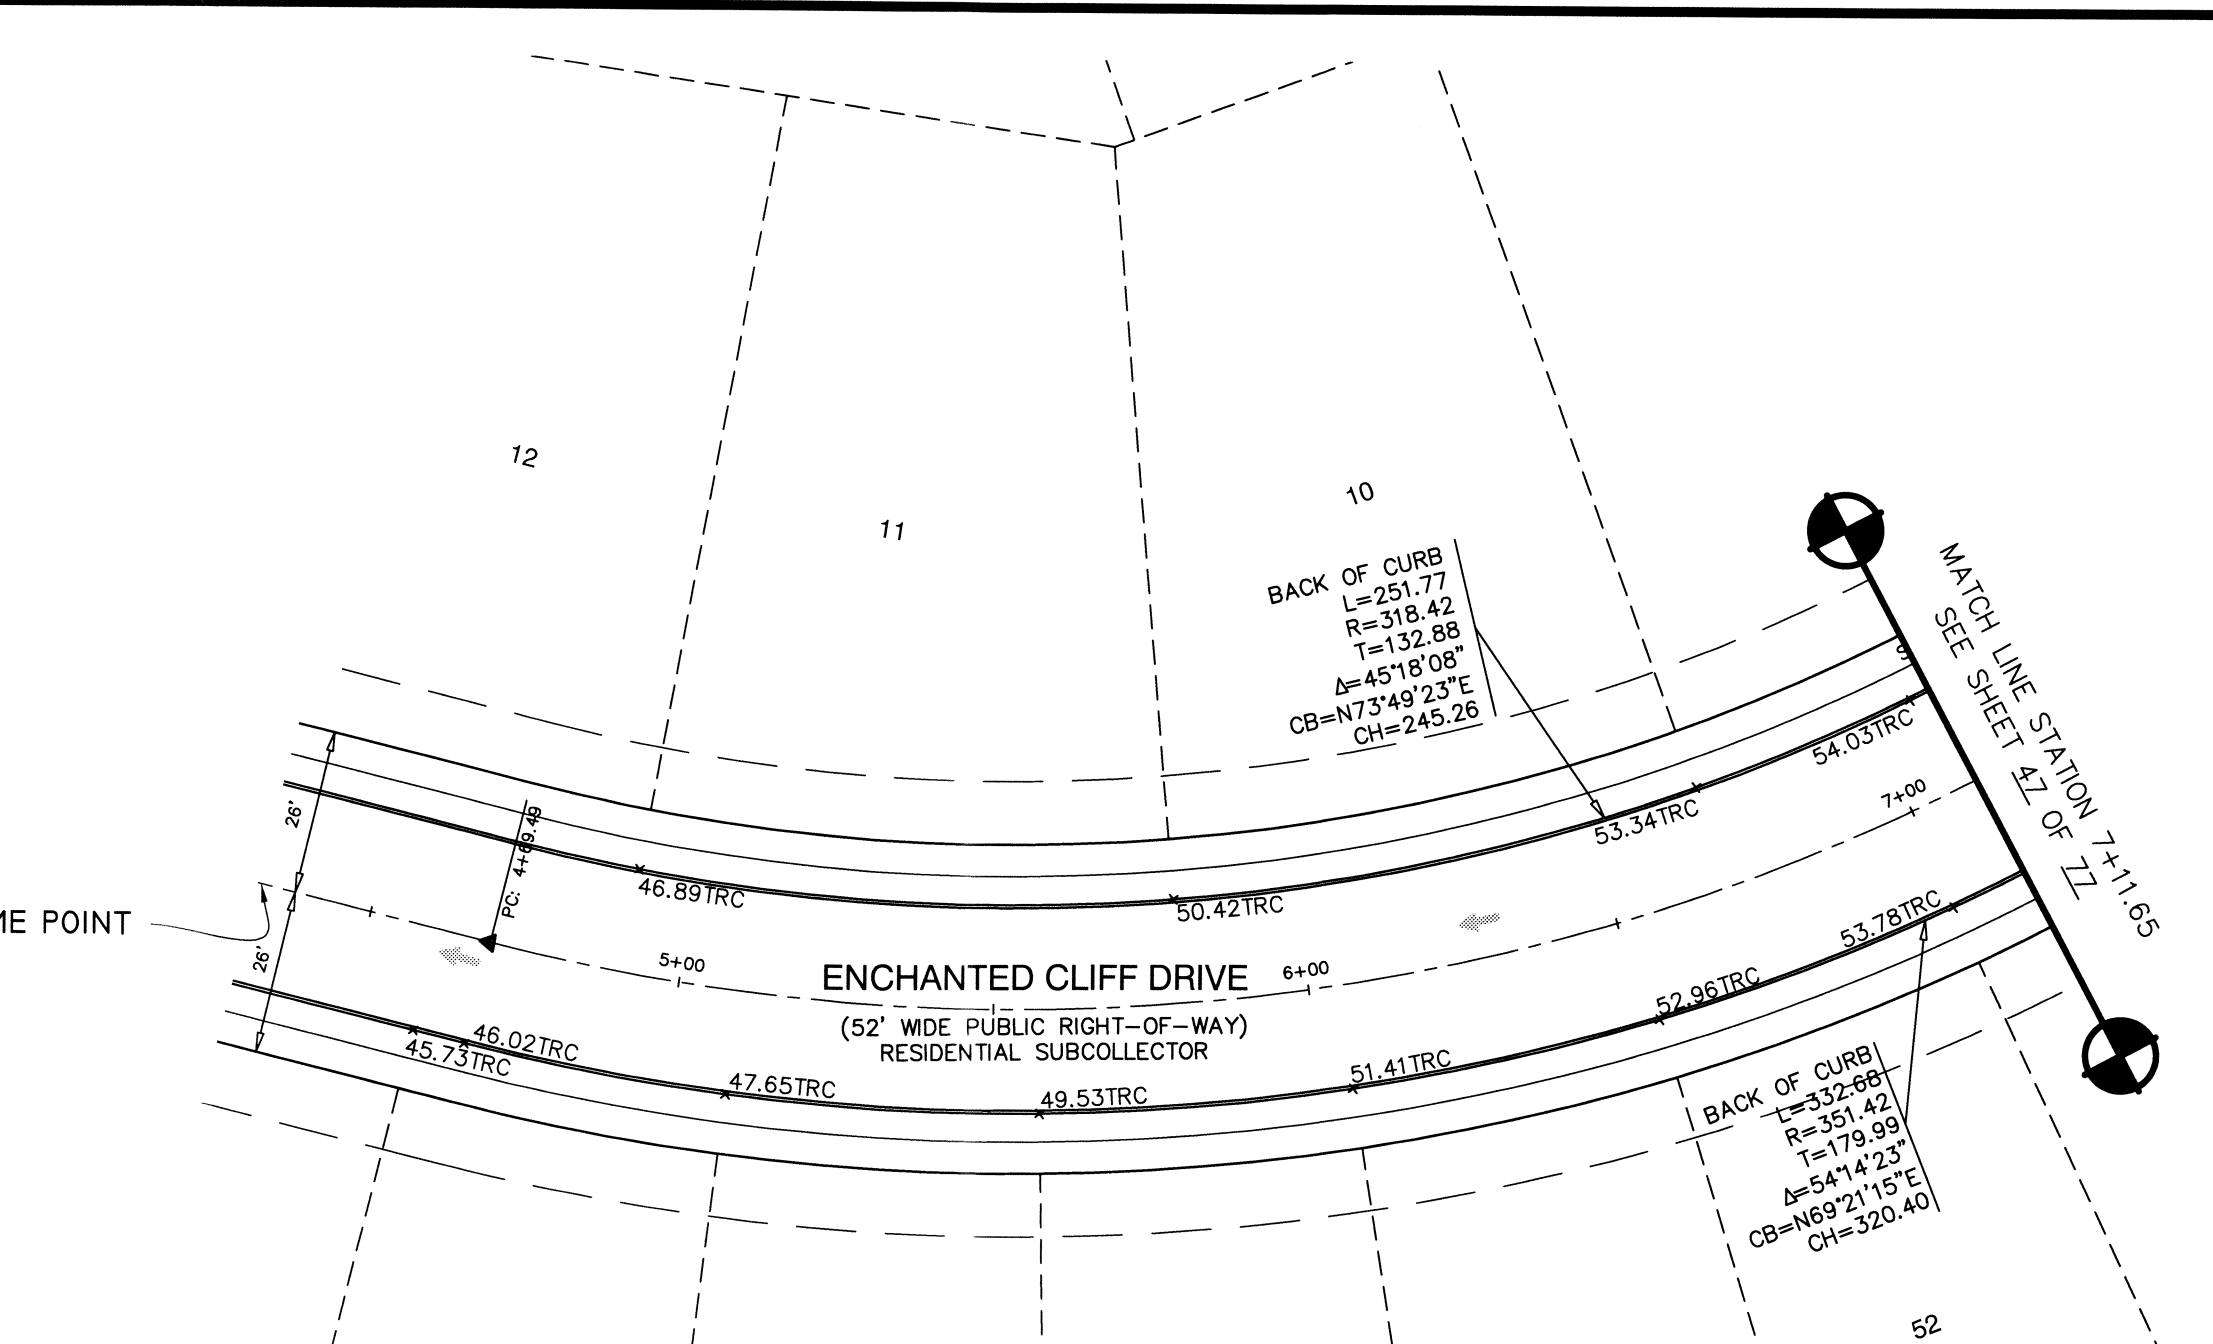 12
11
10
BACK OF CURB
L=251.77
R=318.42
T=132.88
Δ=45°18'08"
CB=N73°49'23"E
CH=245.26
MATCH LINE STATION 7+11.65
SEE SHEET 47 OF 77
54.03TRC
53.34TRC
7+00
26'
PC: 4+69.49
46.89TRC
50.42TRC
POINT
26'
5+00
ENCHANTED CLIFF DRIVE
6+00
(52' WIDE PUBLIC RIGHT-OF-WAY)
RESIDENTIAL SUBCOLLECTOR
53.78TRC
52.96TRC
46.02TRC
45.73TRC
47.65TRC
49.53TRC
51.41TRC
BACK OF CURB
L=332.68
R=351.42
T=179.99
Δ=54°14'23"
CB=N69°21'15"E
CH=320.40
52